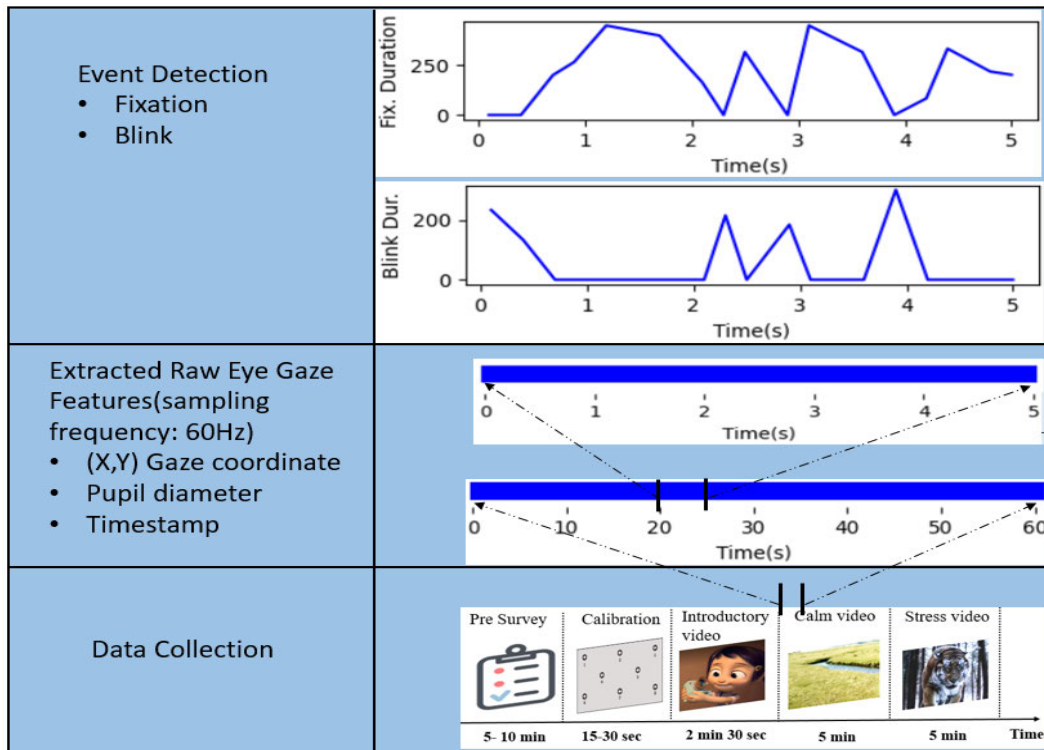 Event Detection
• Fixation
• Blink
Fix. Duration
250
0
0 1 2 3 4 5
Time(s)
Blink Dur.
200
0
0 1 2 3 4 5
Time(s)
Extracted Raw Eye Gaze
Features(sampling
frequency: 60Hz)
• (X,Y) Gaze coordinate
• Pupil diameter
• Timestamp
0 1 2 3 4 5
Time(s)
0 10 20 30 40 50 60
Time(s)
Data Collection
Pre Survey
Calibration
Introductory
video
Calm video
Stress video
5- 10 min 15-30 sec 2 min 30 sec 5 min 5 min Time